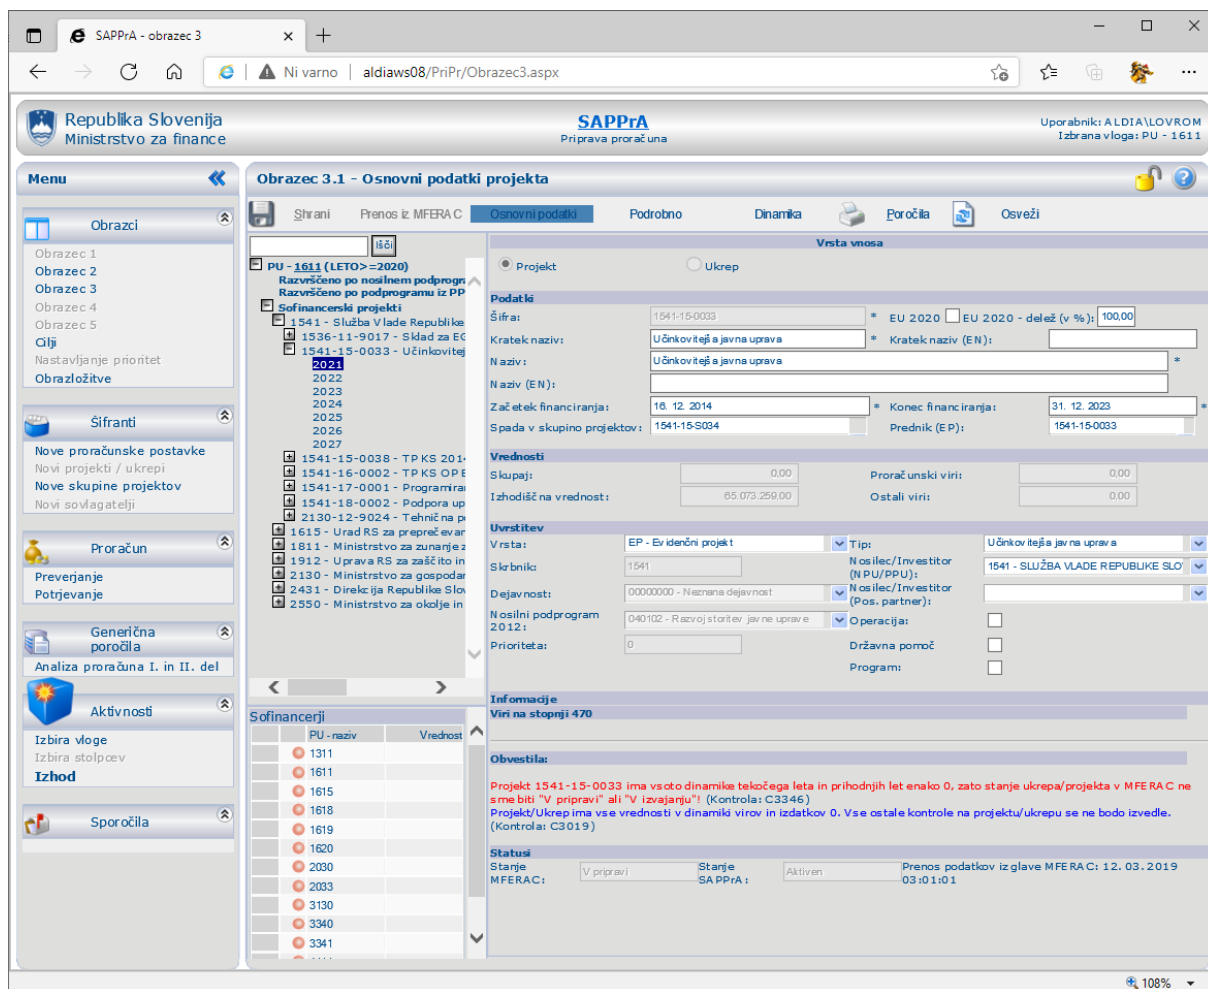 SAPPrA - obrazec 3
Ni varno | aldiaws08/PriPr/Obrazec3.aspx
Republika Slovenija
Ministrstvo za finance
SAPPrA
Priprava proračuna
Uporabnik: ALDIA\LOVROM
Izbrana vloga: PU - 1611
Menu
Obrazci
Obrazec 1
Obrazec 2
Obrazec 3
Obrazec 4
Obrazec 5
Cilji
Nastavljanje prioritet
Obrazložitve
Šifranti
Nove proračunske postavke
Novi projekti / ukrepi
Nove skupine projektov
Novi sovlagatelji
Proračun
Preverjanje
Potrjevanje
Generična
poročila
Analiza proračuna I. in II. del
Aktivnosti
Izbira vloge
Izbira stolpcev
Izhod
Sporočila
Obrazec 3.1 - Osnovni podatki projekta
Shrani Prenos iz MFERAC Osnovni podatki Podrobno Dinamika Poročila Osveži
Išči
PU - 1611 (LETO>=2020)
Razvrščeno po nosilnem podprogra
Razvrščeno po podprogramu iz PP
Sofinancerski projekti
1541 - Služba Vlade Republike
1536-11-9017 - Sklad za EG
1541-15-0033 - Učinkovitej
2021
2022
2023
2024
2025
2026
2027
1541-15-0038 - TP KS 2014
1541-16-0002 - TP KS OP E
1541-17-0001 - Programira
1541-18-0002 - Podpora up
2130-12-9024 - Tehnična p
1615 - Urad RS za preprečevan
1811 - Ministrstvo za zunanje z
1912 - Uprava RS za zaščito in
2130 - Ministrstvo za gospodar
2431 - Direkcija Republike Slov
2550 - Ministrstvo za okolje in
Sofinancerji
PU - naziv Vrednost
1311
1611
1615
1618
1619
1620
2030
2033
3130
3340
3341
Vrsta vnosa
Projekt Ukrep
Podatki
Šifra: 1541-15-0033 * EU 2020 EU 2020 - delež (v %): 100,00
Kratek naziv: Učinkovitejša javna uprava * Kratek naziv (EN):
Naziv: Učinkovitejša javna uprava *
Naziv (EN):
Začetek financiranja: 16. 12. 2014 * Konec financiranja: 31. 12. 2023 *
Spada v skupino projektov: 1541-15-S034 Prednik (EP): 1541-15-0033
Vrednosti
Skupaj: 0,00 Proračunski viri: 0,00
Izhodiščna vrednost: 65.073.259,00 Ostali viri: 0,00
Uvrstitev
Vrsta: EP - Evidenčni projekt Tip: Učinkovitejša javna uprava
Skrbnik: 1541 Nosilec/Investitor (NPU/PPU): 1541 - SLUŽBA VLADE REPUBLIKE SLO
Dejavnost: 00000000 - Neznana dejavnost Nosilec/Investitor (Pos. partner):
Nosilni podprogram 2012: 040102 - Razvoj storitev javne uprave Operacija:
Prioriteta: 0 Državna pomoč
Program:
Informacije
Viri na stopnji 470
Obvestila:
Projekt 1541-15-0033 ima vsoto dinamike tekočega leta in prihodnjih let enako 0, zato stanje ukrepa/projekta v MFERAC ne
sme biti "V pripravi" ali "V izvajanju"! (Kontrola: C3346)
Projekt/Ukrep ima vse vrednosti v dinamiki virov in izdatkov 0. Vse ostale kontrole na projektu/ukrepu se ne bodo izvedle.
(Kontrola: C3019)
Statusi
Stanje MFERAC: V pripravi Stanje SAPPrA: Aktiven Prenos podatkov iz glave MFERAC: 12. 03. 2019
03:01:01
108%